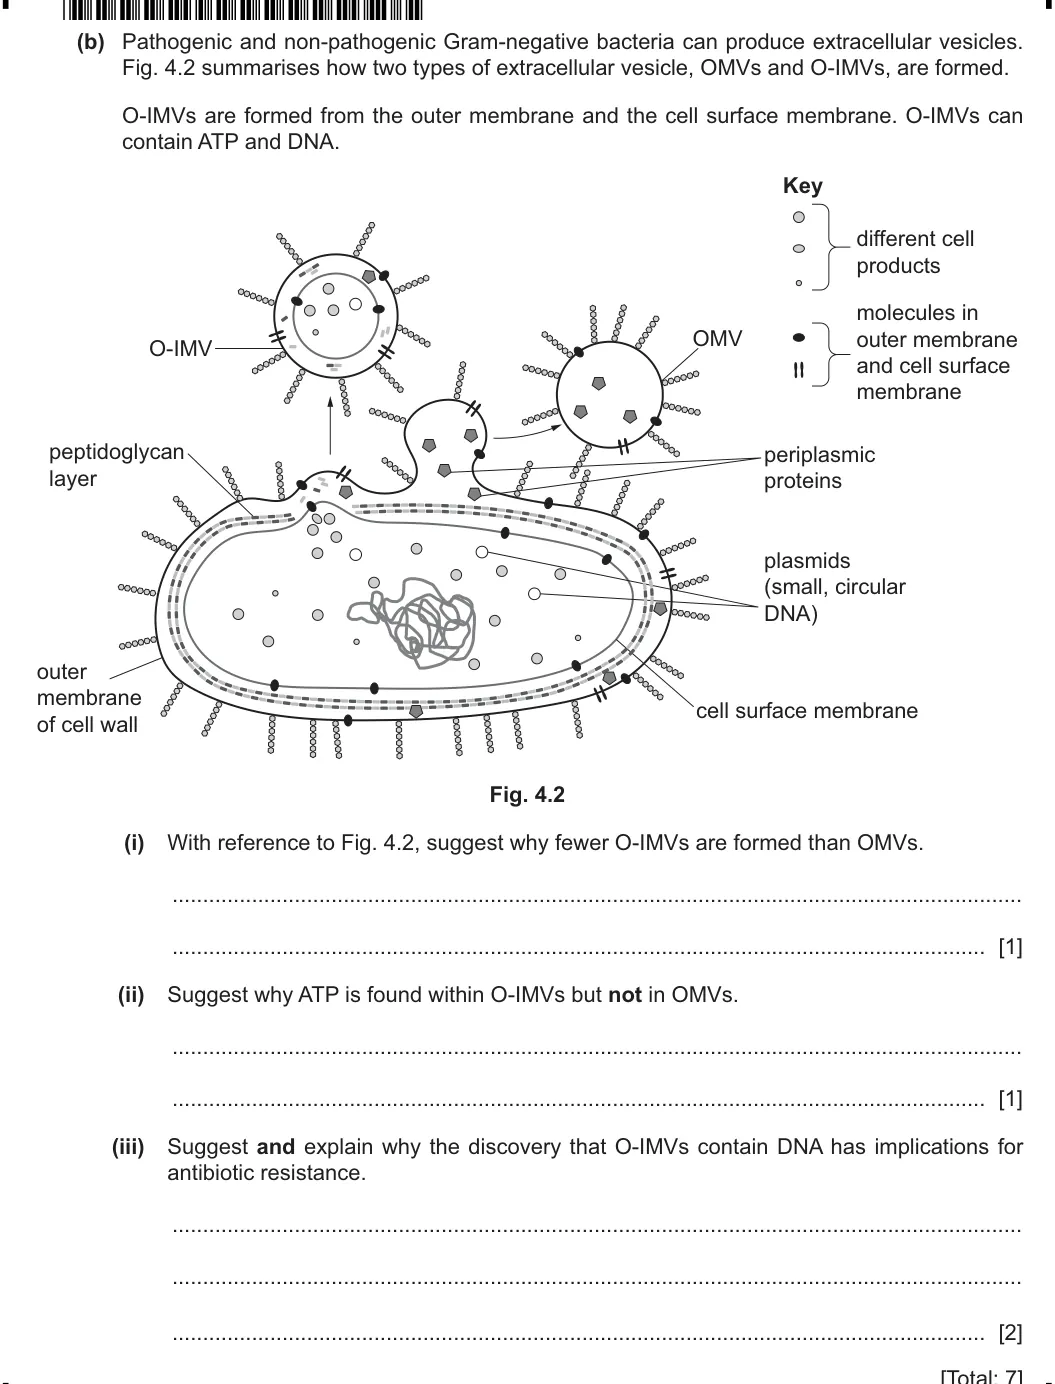 (b) Pathogenic and non-pathogenic Gram-negative bacteria can produce extracellular vesicles.
Fig. 4.2 summarises how two types of extracellular vesicle, OMVs and O-IMVs, are formed.
O-IMVs are formed from the outer membrane and the cell surface membrane. O-IMVs can
contain ATP and DNA.
Key
different cell
products
molecules in
outer membrane
and cell surface
membrane
O-IMV
OMV
peptidoglycan
layer
periplasmic
proteins
plasmids
(small, circular
DNA)
outer
membrane
of cell wall
cell surface membrane
Fig. 4.2
(i) With reference to Fig. 4.2, suggest why fewer O-IMVs are formed than OMVs.
[1]
(ii) Suggest why ATP is found within O-IMVs but not in OMVs.
[1]
(iii) Suggest and explain why the discovery that O-IMVs contain DNA has implications for
antibiotic resistance.
[2]
[Total: 7]